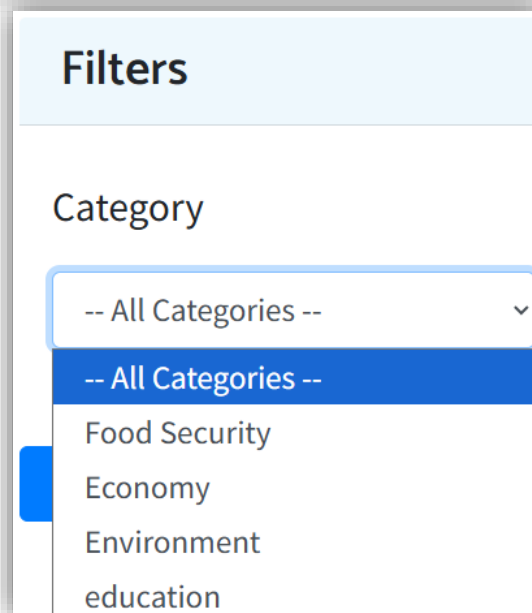 Filters
Category
-- All Categories --
-- All Categories --
Food Security
Economy
Environment
education